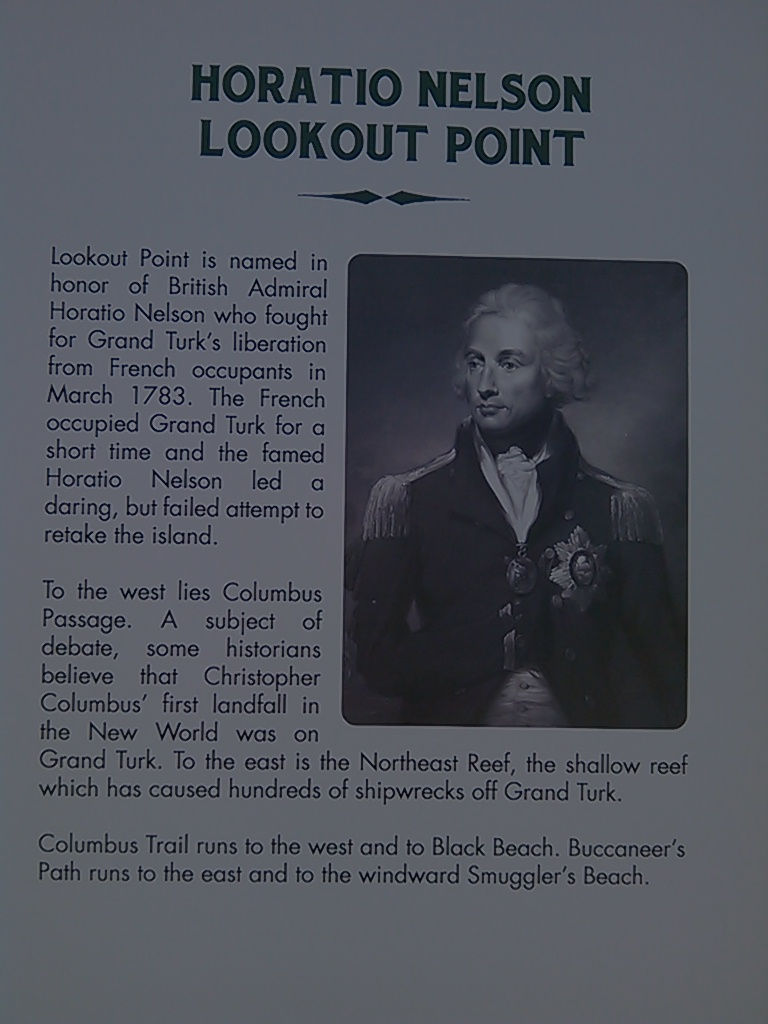 HORATIO NELSON
LOOKOUT POINT
Lookout Point is named in
honor of British Admiral
Horatio Nelson who fought
for Grand Turk's liberation
from French occupants in
March 1783. The French
occupied Grand Turk for a
short time and the famed
Horatio Nelson led a
daring, but failed attempt to
retake the island.
To the west lies Columbus
Passage. A subject of
debate, some historians
believe that Christopher
Columbus' first landfall in
the New World was on
Grand Turk. To the east is the Northeast Reef, the shallow reef
which has caused hundreds of shipwrecks off Grand Turk.
Columbus Trail runs to the west and to Black Beach. Buccaneer's
Path runs to the east and to the windward Smuggler's Beach.